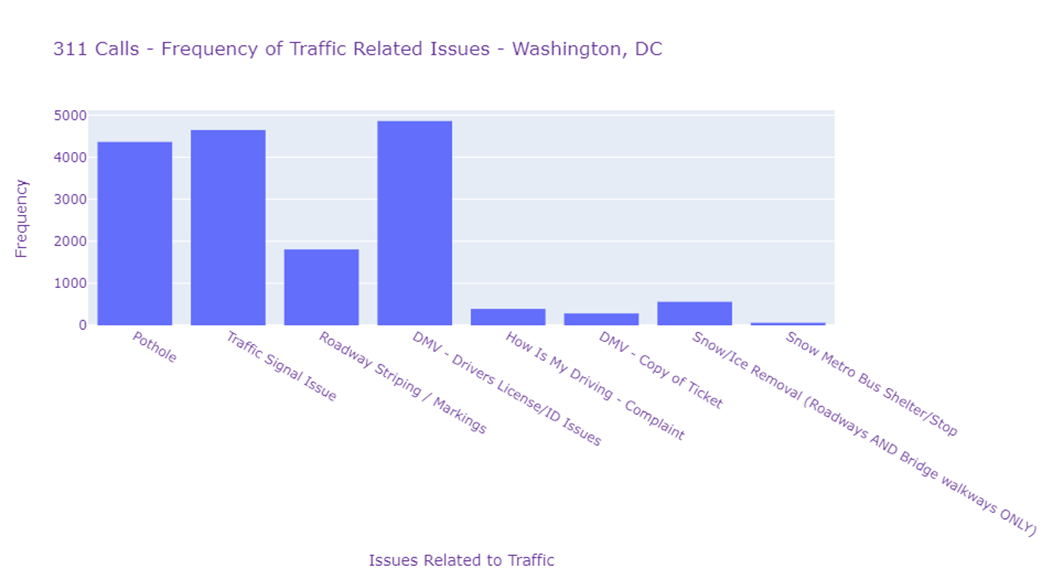 311 Calls - Frequency of Traffic Related Issues - Washington, DC
5000
4000
3000
2000
1000
0
Frequency
Pothole
Traffic Signal Issue
Roadway Striping / Markings
DMV - Drivers License/ID Issues
How Is My Driving - Complaint
DMV - Copy of Ticket
Snow/Ice Removal (Roadways AND Bridge walkways ONLY)
Snow Metro Bus Shelter/Stop
Issues Related to Traffic